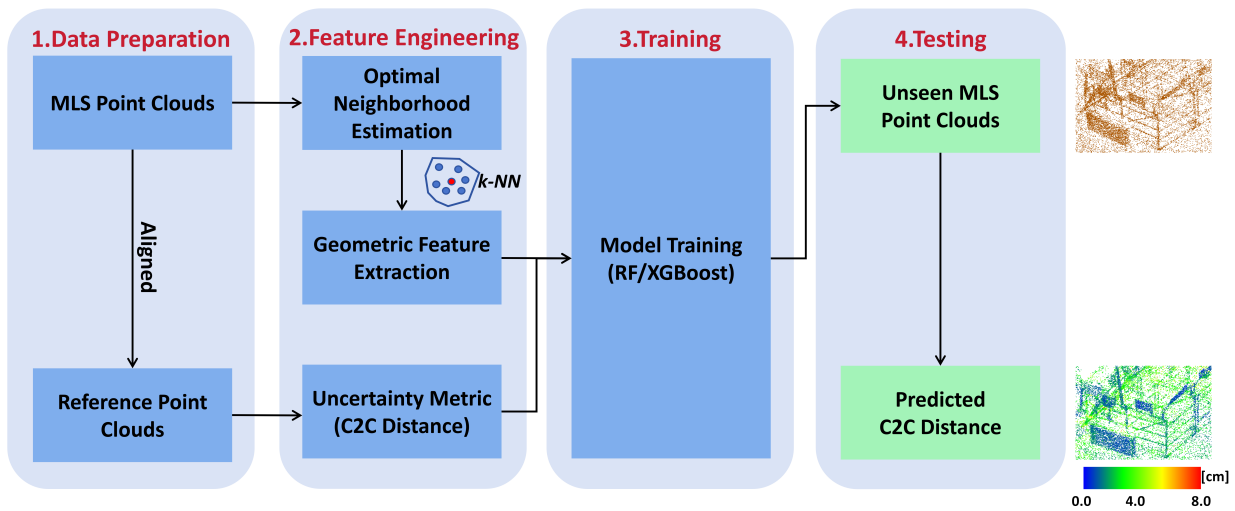 1.Data Preparation
MLS Point Clouds
Aligned
Reference Point
Clouds
2.Feature Engineering
Optimal
Neighborhood
Estimation
k-NN
Geometric Feature
Extraction
Uncertainty Metric
(C2C Distance)
3.Training
Model Training
(RF/XGBoost)
4.Testing
Unseen MLS
Point Clouds
Predicted
C2C Distance
[cm]
0.0 4.0 8.0